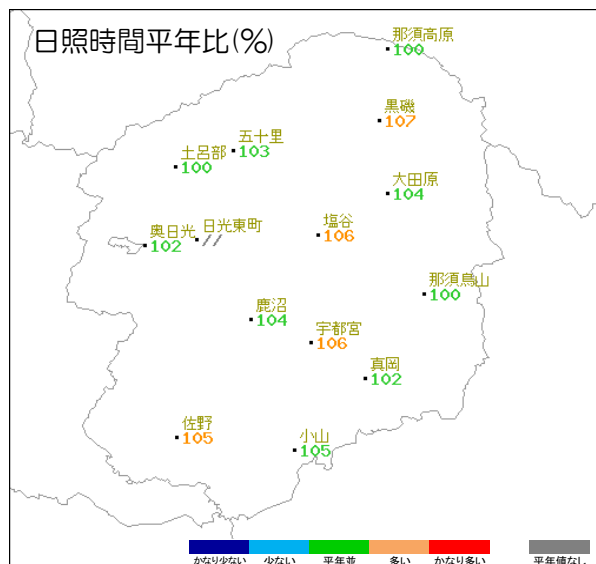 日照時間平年比(%)
那須高原
100
黒磯
107
五十里
103
土呂部
100
大田原
104
日光東町
//
奥日光
102
塩谷
106
那須烏山
100
鹿沼
104
宇都宮
106
真岡
102
佐野
105
小山
105
かなり少ない 少ない 平年並 多い かなり多い 平年値なし